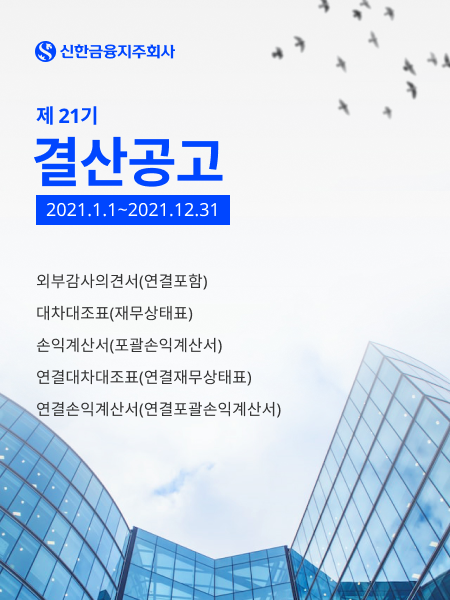 신한금융지주회사
제 21기
결산공고
2021.1.1~2021.12.31
외부감사의견서(연결포함)
대차대조표(재무상태표)
손익계산서(포괄손익계산서)
연결대차대조표(연결재무상태표)
연결손익계산서(연결포괄손익계산서)